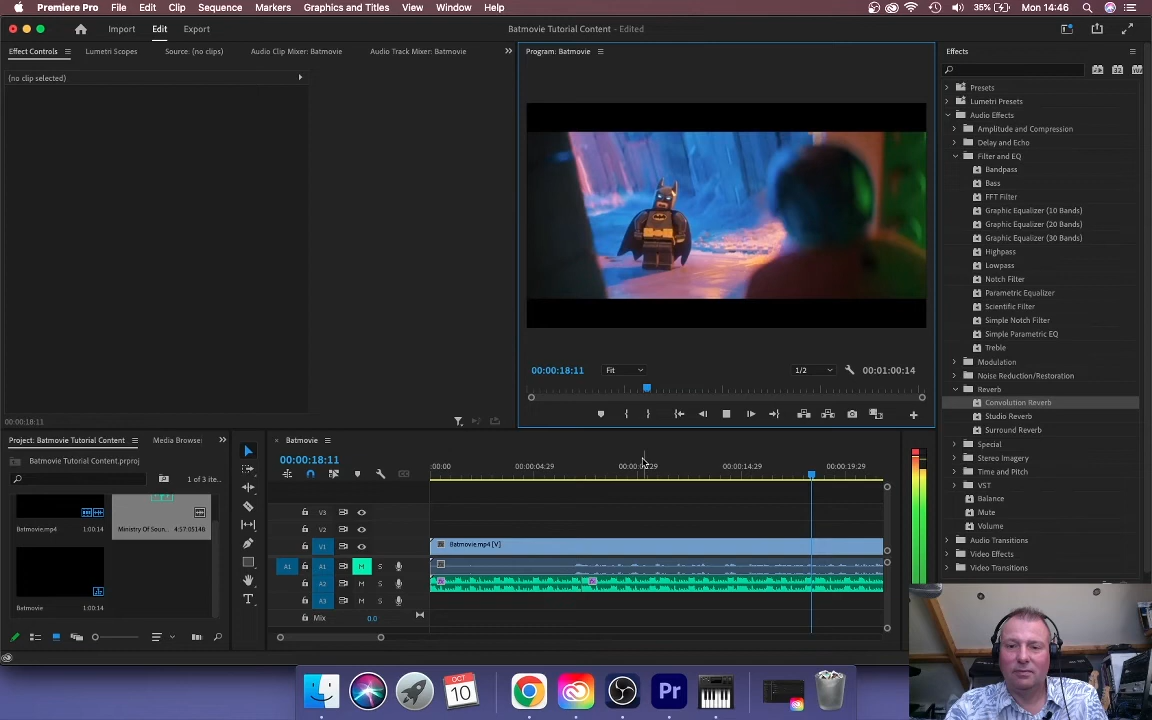 Premiere Pro File Edit Clip Sequence Markers Graphics and Titles View Window Help 35% Mon 14:46
Import Edit Export Batmovie Tutorial Content - Edited
Effect Controls Lumetri Scopes Source: (no clips) Audio Clip Mixer: Batmovie Audio Track Mixer: Batmovie
(no clip selected)
00:00:18:11
Program: Batmovie
00:00:18:11 Fit 1/2 00:01:00:14
Effects
Presets
Lumetri Presets
Audio Effects
Amplitude and Compression
Delay and Echo
Filter and EQ
Bandpass
Bass
FFT Filter
Graphic Equalizer (10 Bands)
Graphic Equalizer (20 Bands)
Graphic Equalizer (30 Bands)
Highpass
Lowpass
Notch Filter
Parametric Equalizer
Scientific Filter
Simple Notch Filter
Simple Parametric EQ
Treble
Modulation
Noise Reduction/Restoration
Reverb
Convolution Reverb
Studio Reverb
Surround Reverb
Special
Stereo Imagery
Time and Pitch
VST
Balance
Mute
Volume
Audio Transitions
Video Effects
Video Transitions
Project: Batmovie Tutorial Content Media Browse
Batmovie Tutorial Content.prproj
1 of 3 ite...
Batmovie.mp4 1:00:14
Ministry Of Soun... 4:57:05146
Batmovie 1:00:14
Batmovie
00:00:18:11
:00:00 00:00:04:29 00:00:14:29 00:00:19:29
V3
V2
V1 Batmovie.mp4 [V]
A1 A1 M S
A2 M S
A3 M S
Mix 0.0
OCT
10
Pr